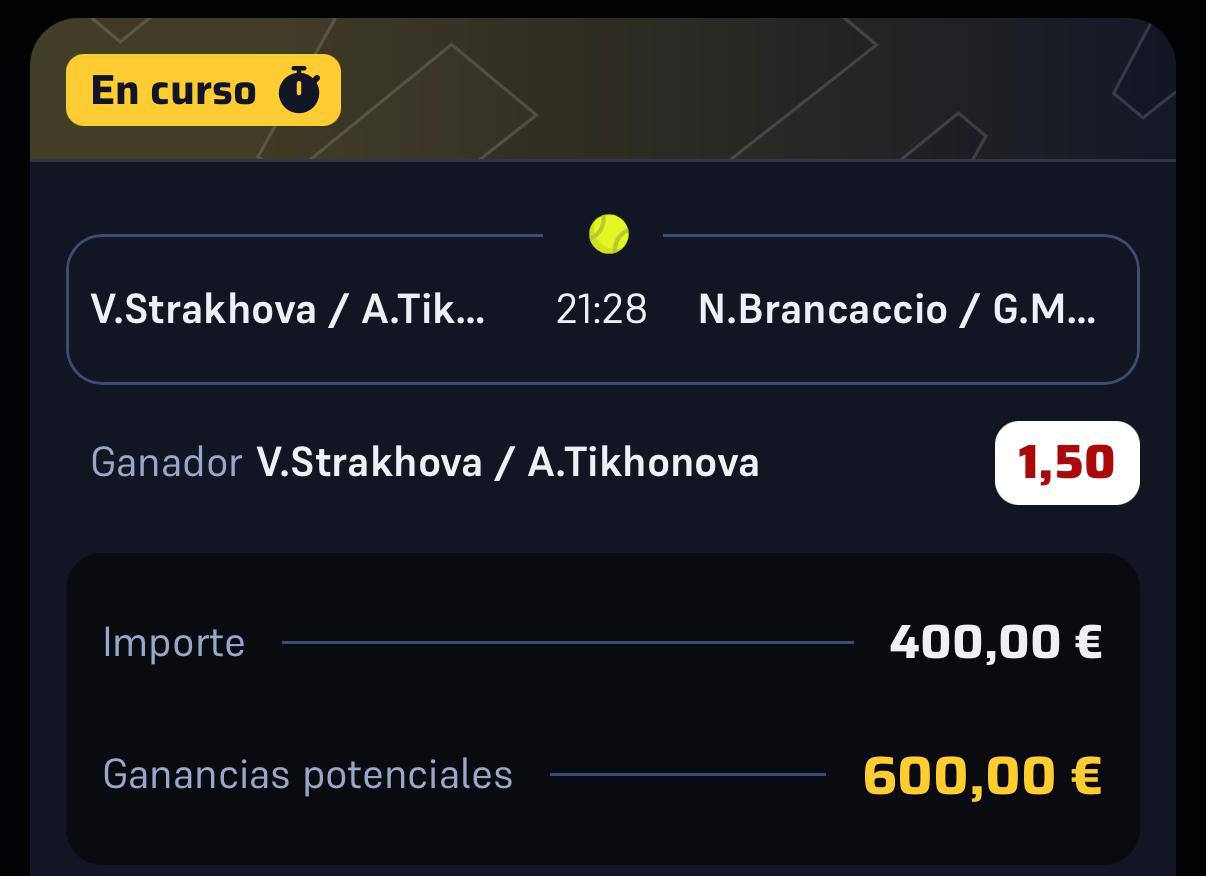 En curso
V.Strakhova / A.Tik... 21:28 N.Brancaccio / G.M...
Ganador V.Strakhova / A.Tikhonova 1,50
Importe 400,00 €
Ganancias potenciales 600,00 €